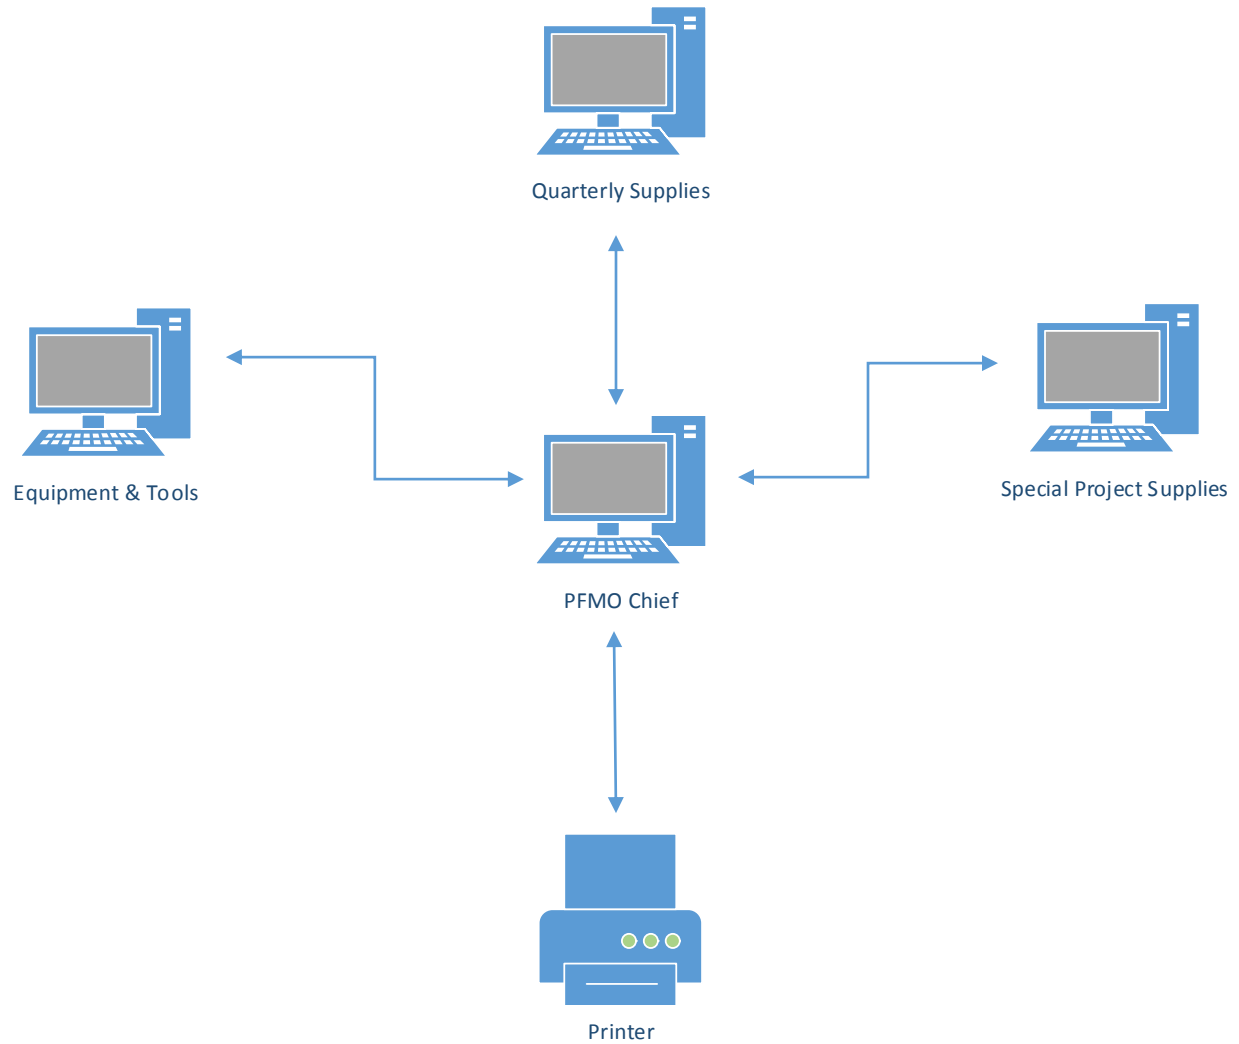 Quarterly Supplies
Equipment & Tools
Special Project Supplies
PFMO Chief
Printer